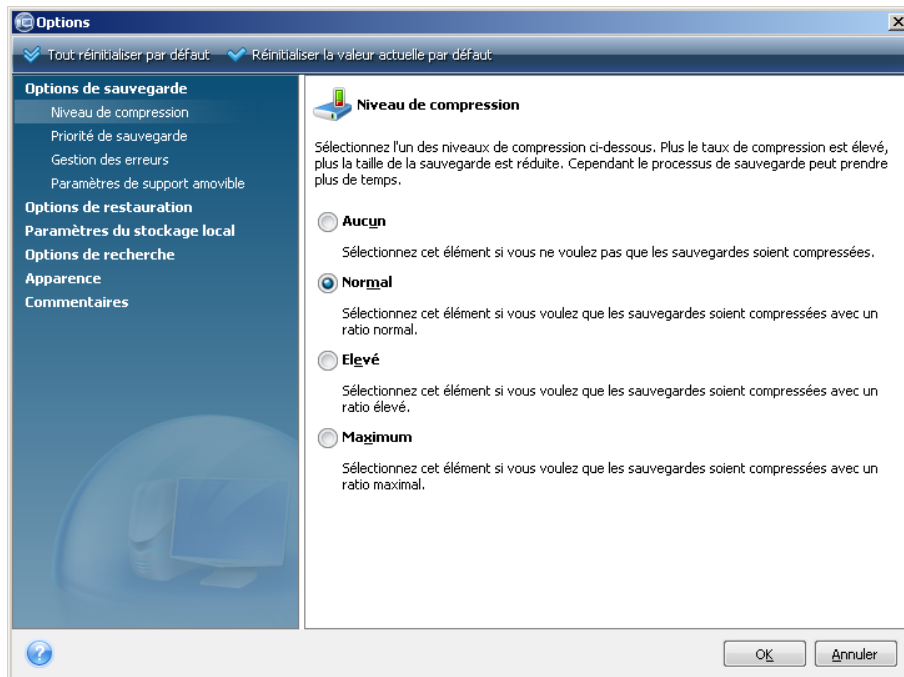 Options
Tout réinitialiser par défaut Réinitialiser la valeur actuelle par défaut
Options de sauvegarde
Niveau de compression
Priorité de sauvegarde
Gestion des erreurs
Paramètres de support amovible
Options de restauration
Paramètres du stockage local
Options de recherche
Apparence
Commentaires
Niveau de compression
Sélectionnez l'un des niveaux de compression ci-dessous. Plus le taux de compression est élevé,
plus la taille de la sauvegarde est réduite. Cependant le processus de sauvegarde peut prendre
plus de temps.
Aucun
Sélectionnez cet élément si vous ne voulez pas que les sauvegardes soient compressées.
Normal
Sélectionnez cet élément si vous voulez que les sauvegardes soient compressées avec un
ratio normal.
Elevé
Sélectionnez cet élément si vous voulez que les sauvegardes soient compressées avec un
ratio élevé.
Maximum
Sélectionnez cet élément si vous voulez que les sauvegardes soient compressées avec un
ratio maximal.
OK Annuler